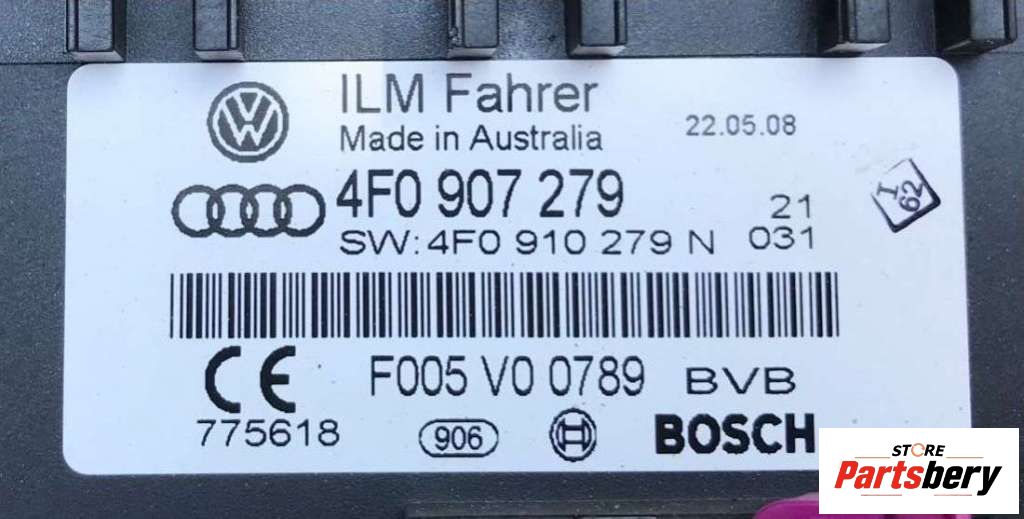 ILM Fahrer
Made in Australia
22.05.08
4F0 907 279
21
SW: 4F0 910 279 N
031
I
62
F005 V0 0789
BVB
775618
906
BOSCH
STORE
Partsbery